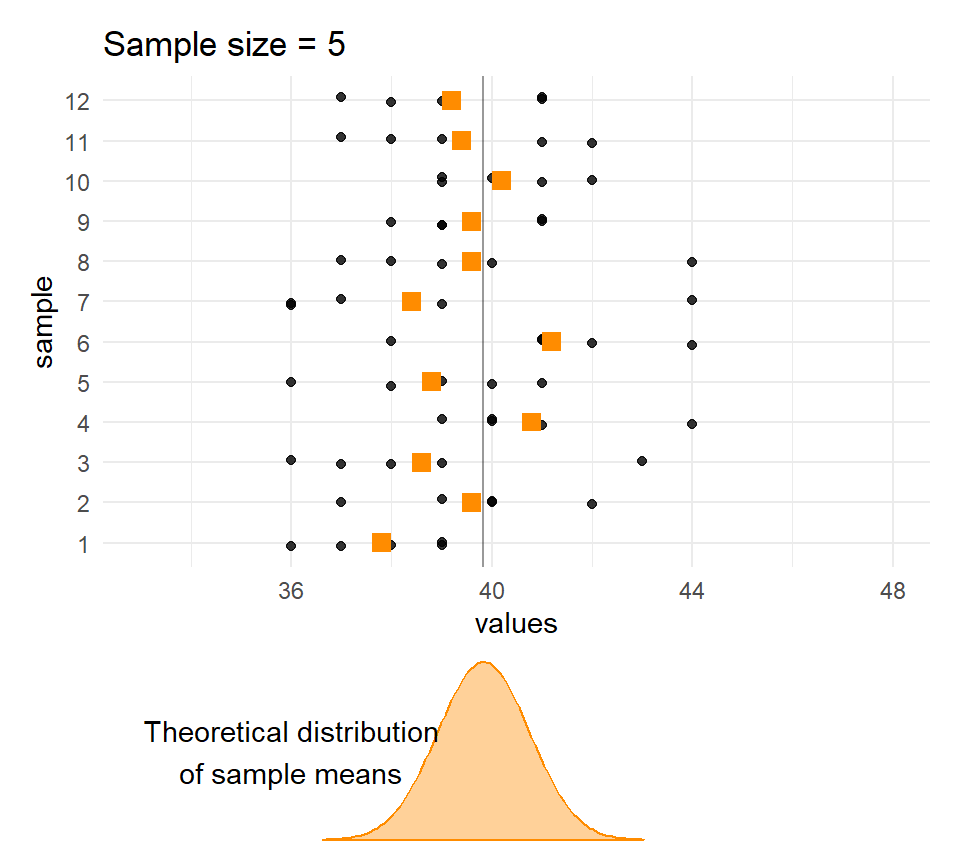 Sample size = 5
12
11
10
9
8
7
6
5
4
3
2
1
sample
36 40 44 48
values
Theoretical distribution
of sample means